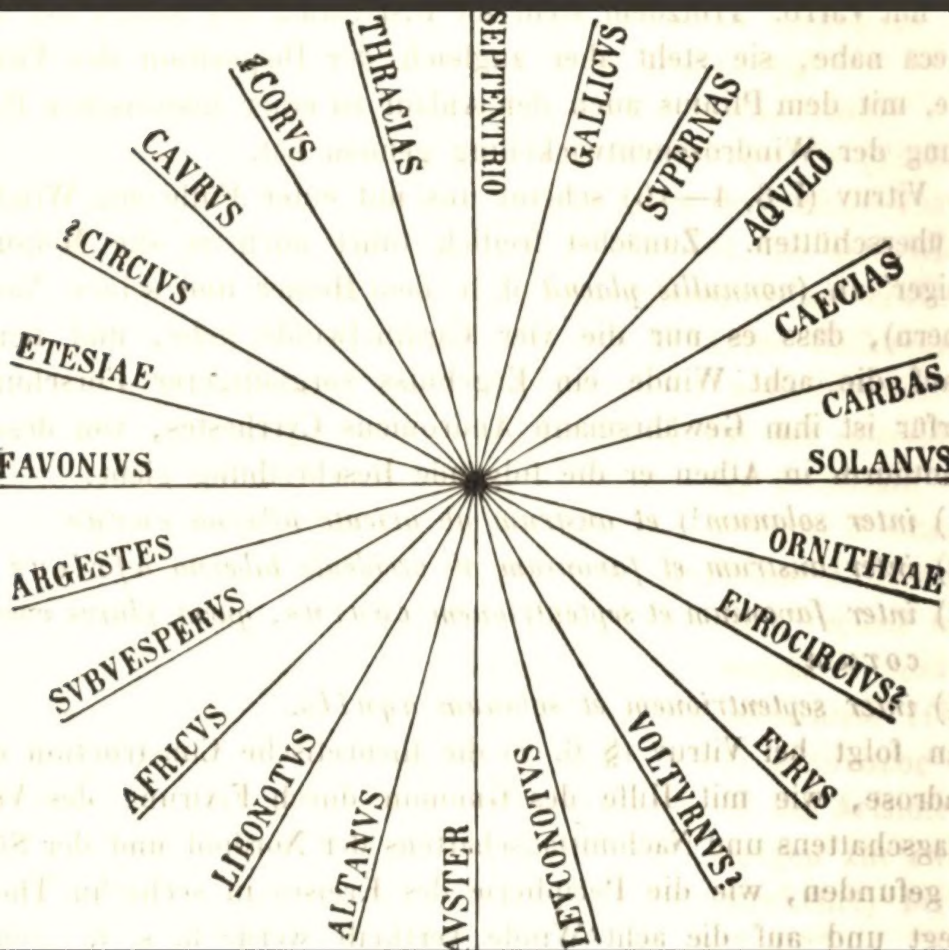 SEPTENTRIO
GALLICVS
SVPERNAS
AQVILO
CAECIAS
CARBAS
SOLANVS
ORNITHIAE
EVROCIRCIVS?
EVRVS
VOLTVRNVS?
LEVCONOTVS
AVSTER
ALTANVS
LIBONOTVS
AFRICVS
SVBVESPERVS
ARGESTES
FAVONIVS
ETESIAE
?CIRCIVS
CAVRVS
?CORVS
THRACIAS